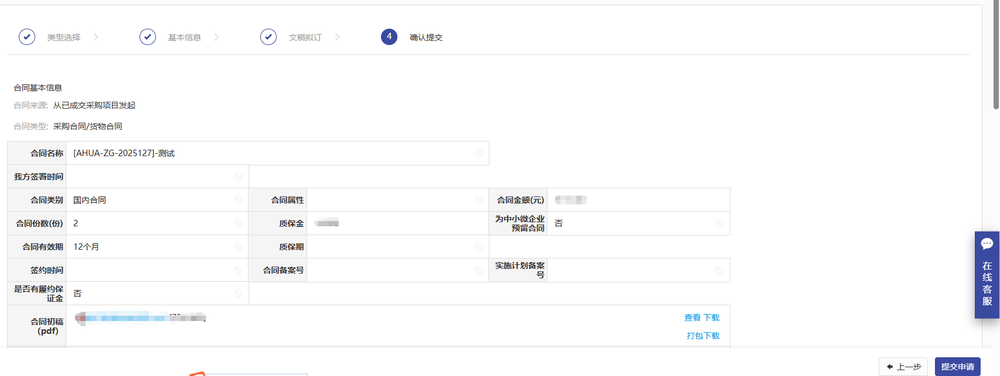 类型选择 基本信息 文稿拟订 4 确认提交
合同基本信息
合同来源: 从已成交采购项目发起
合同类型: 采购合同/货物合同
合同名称 [AHUA-ZG-2025127]-测试
我方签署时间
合同类别 国内合同 合同属性 合同金额(元)
合同份数(份) 2 质保金 为中小微企业
预留合同 否
合同有效期 12个月 质保期
签约时间 合同备案号 实施计划备案
号
是否有履约保
证金 否
合同初稿
(pdf)
查看 下载
打包下载
在线客服
上一步 提交申请